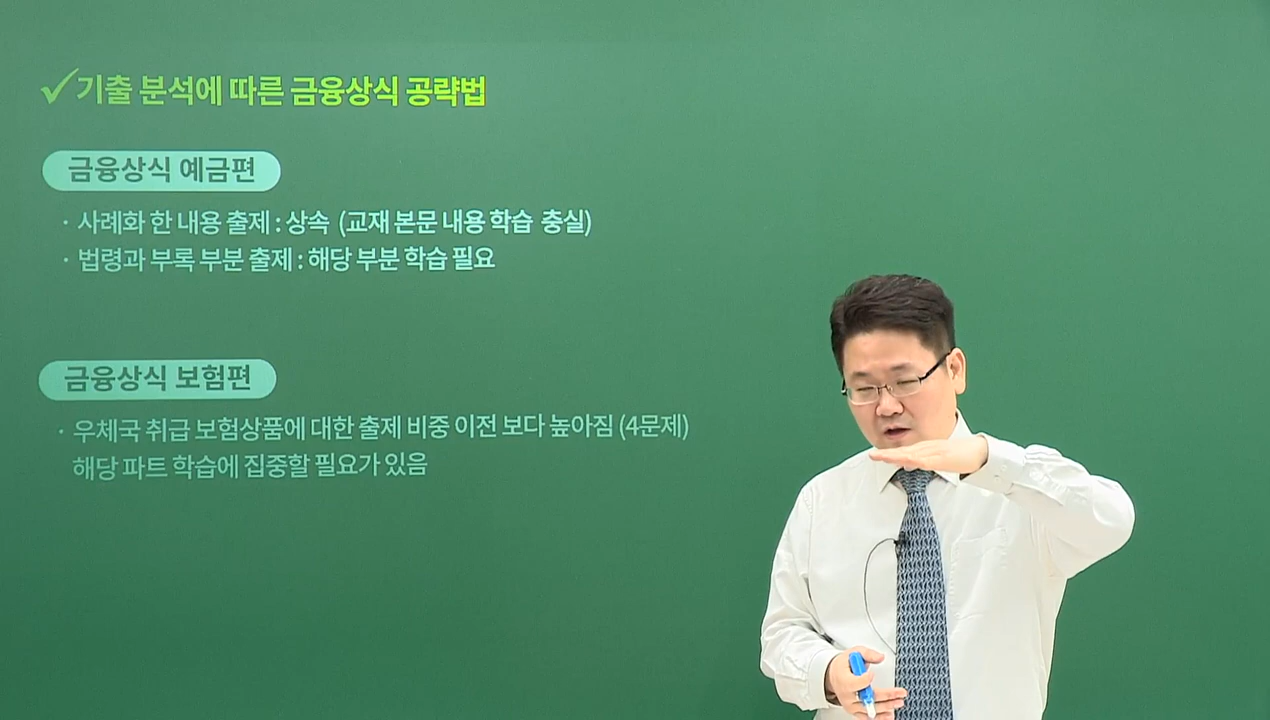 기출 분석에 따른 금융상식 공략법
금융상식 예금편
· 사례화 한 내용 출제 : 상속 (교재 본문 내용 학습 충실)
· 법령과 부록 부분 출제 : 해당 부분 학습 필요
금융상식 보험편
· 우체국 취급 보험상품에 대한 출제 비중 이전 보다 높아짐 (4문제)
해당 파트 학습에 집중할 필요가 있음